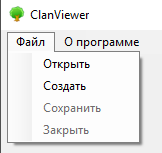 ClanViewer
Файл О программе
Открыть
Создать
Сохранить
Закрыть